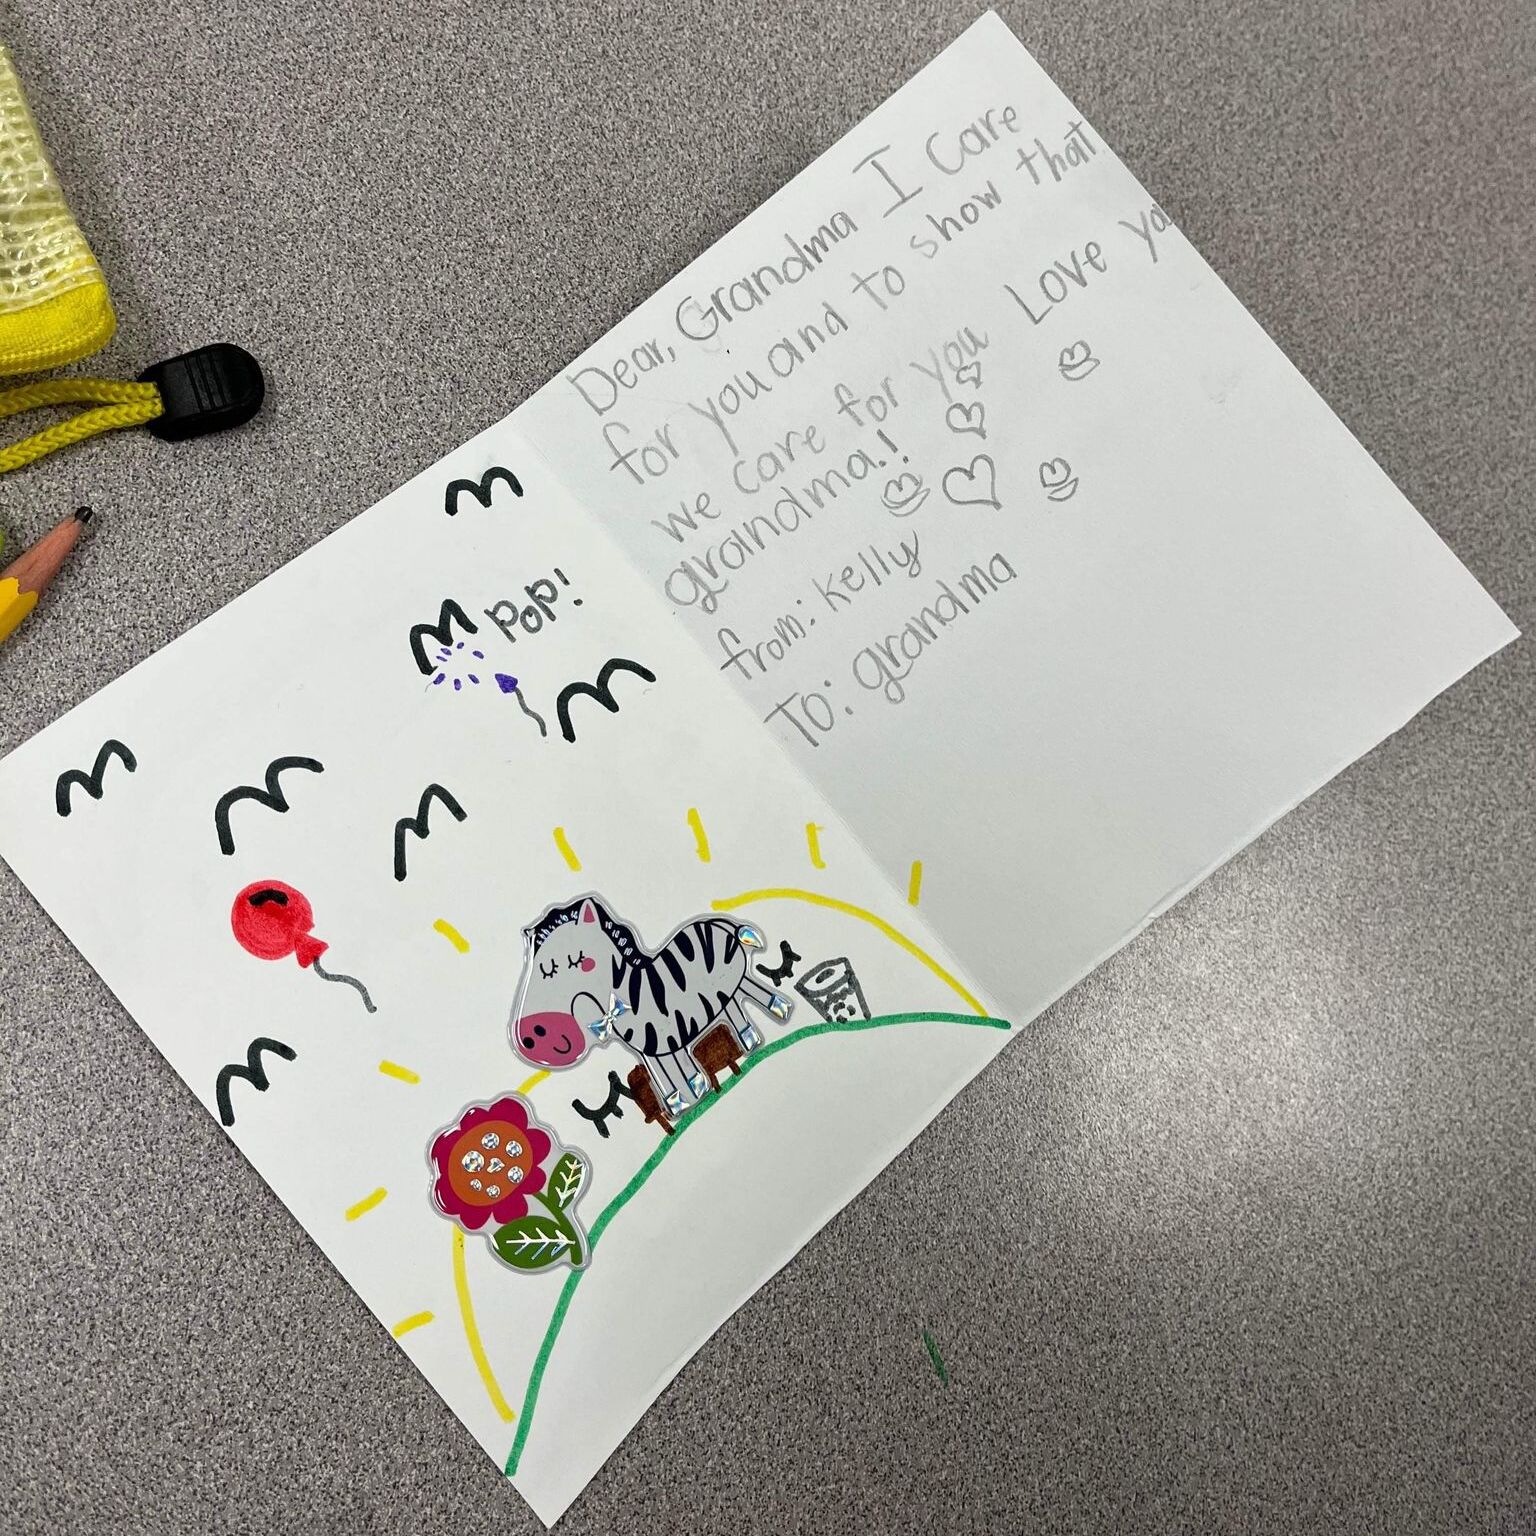 Dear, Grandma I Care
for you and to show that
we care for you Love ya
grandma!
from: Kelly
To: grandma
POP!